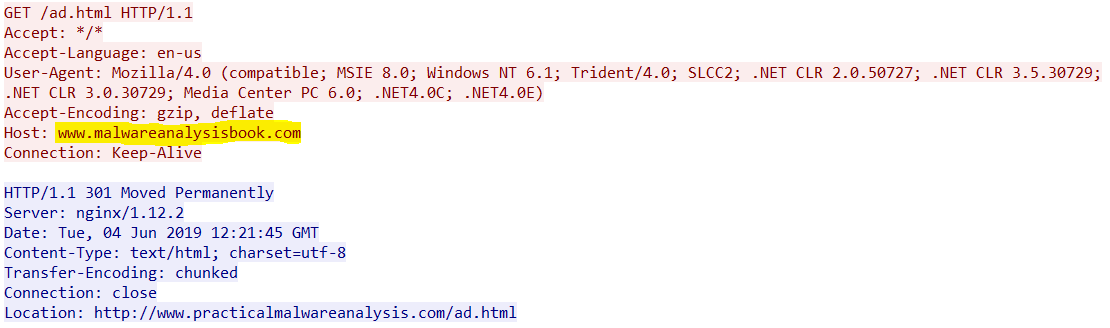 GET /ad.html HTTP/1.1
Accept: */*
Accept-Language: en-us
User-Agent: Mozilla/4.0 (compatible; MSIE 8.0; Windows NT 6.1; Trident/4.0; SLCC2; .NET CLR 2.0.50727; .NET CLR 3.5.30729;
.NET CLR 3.0.30729; Media Center PC 6.0; .NET4.0C; .NET4.0E)
Accept-Encoding: gzip, deflate
Host: www.malwareanalysisbook.com
Connection: Keep-Alive
HTTP/1.1 301 Moved Permanently
Server: nginx/1.12.2
Date: Tue, 04 Jun 2019 12:21:45 GMT
Content-Type: text/html; charset=utf-8
Transfer-Encoding: chunked
Connection: close
Location: http://www.practicalmalwareanalysis.com/ad.html